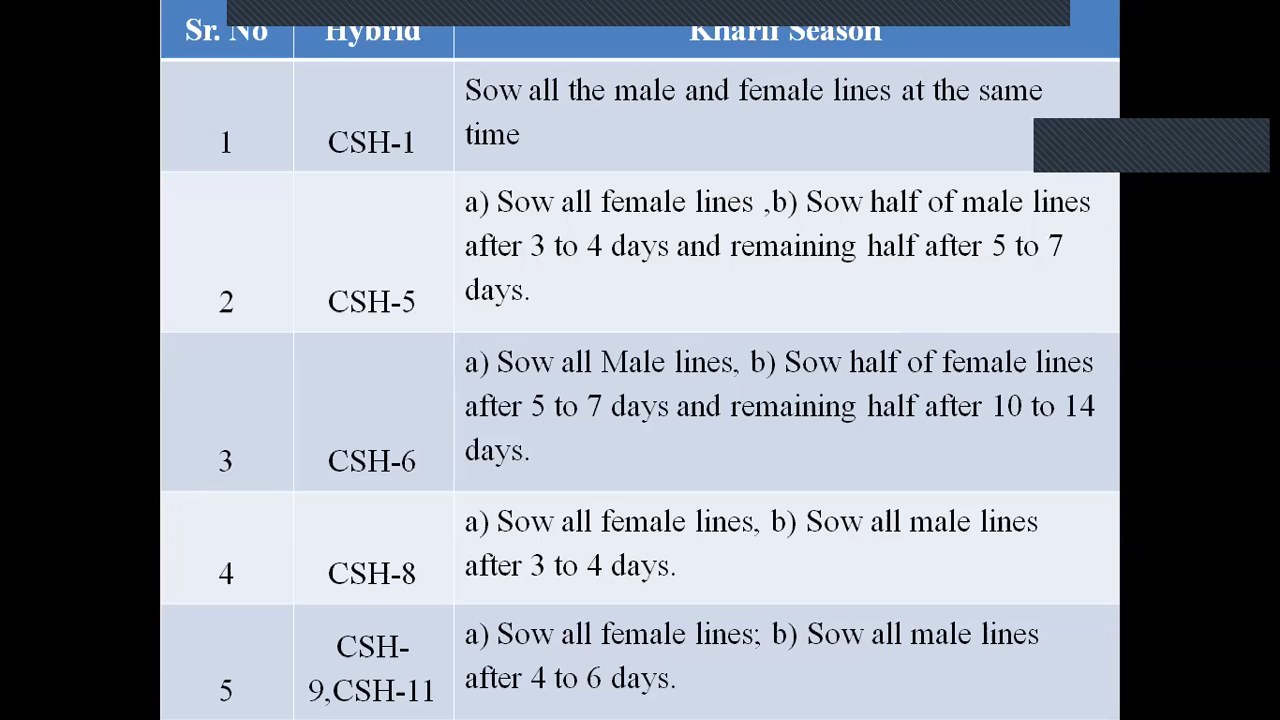 Sr. No Hybrid Kharif Season
Sow all the male and female lines at the same
time
1 CSH-1
a) Sow all female lines ,b) Sow half of male lines
after 3 to 4 days and remaining half after 5 to 7
days.
2 CSH-5
a) Sow all Male lines, b) Sow half of female lines
after 5 to 7 days and remaining half after 10 to 14
days.
3 CSH-6
a) Sow all female lines, b) Sow all male lines
after 3 to 4 days.
4 CSH-8
a) Sow all female lines; b) Sow all male lines
after 4 to 6 days.
5 CSH-
9,CSH-11